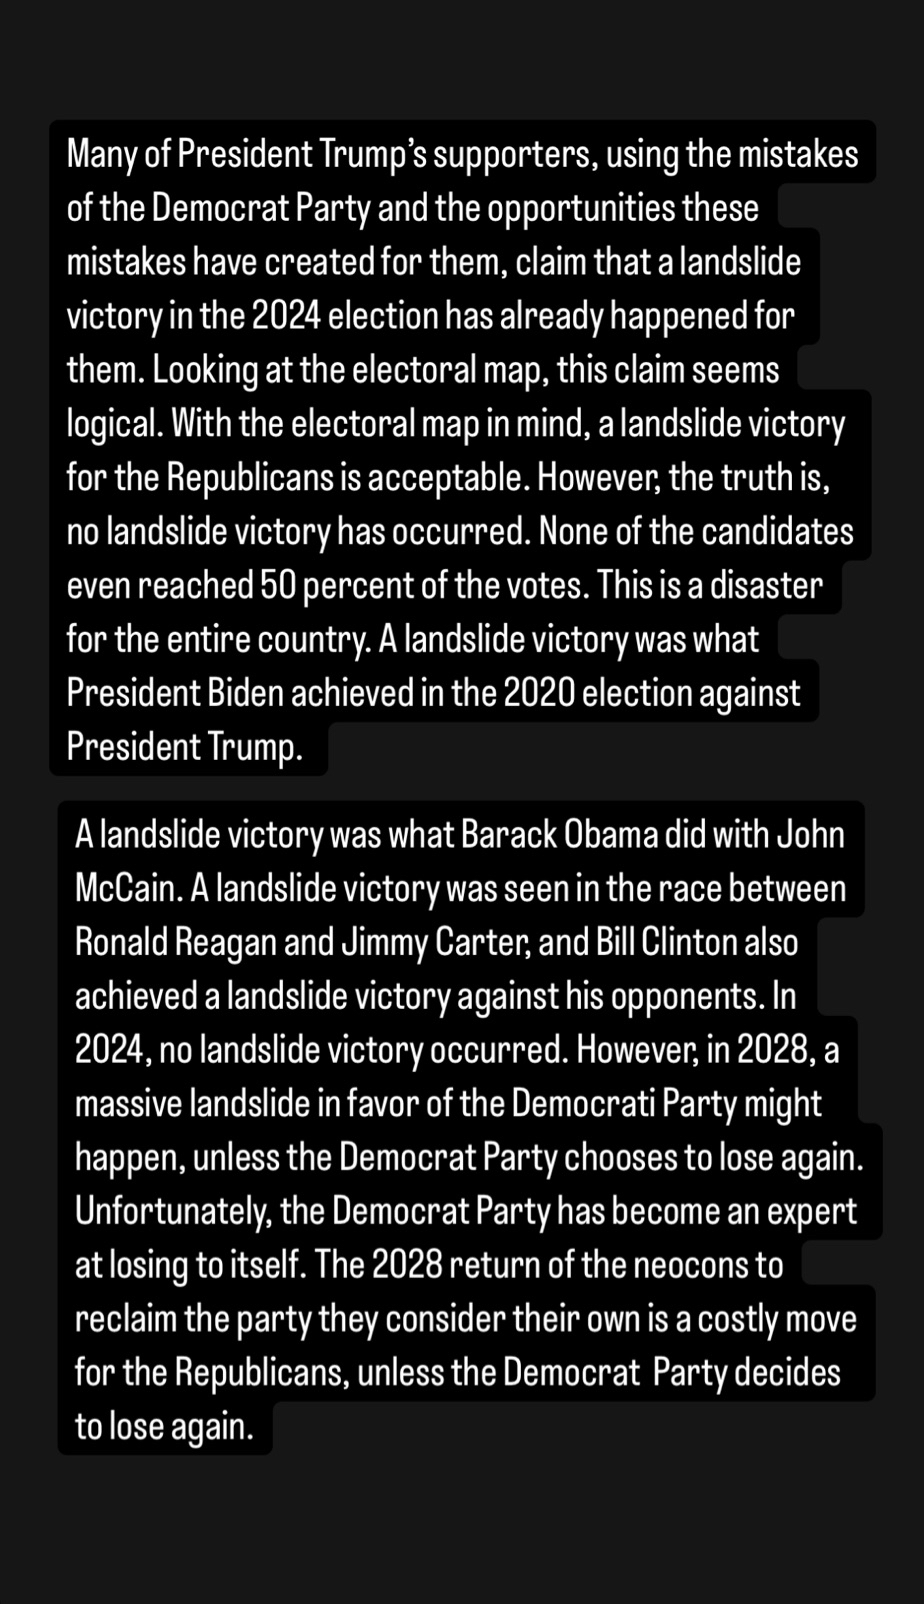 Many of President Trump’s supporters, using the mistakes
of the Democrat Party and the opportunities these
mistakes have created for them, claim that a landslide
victory in the 2024 election has already happened for
them. Looking at the electoral map, this claim seems
logical. With the electoral map in mind, a landslide victory
for the Republicans is acceptable. However, the truth is,
no landslide victory has occurred. None of the candidates
even reached 50 percent of the votes. This is a disaster
for the entire country. A landslide victory was what
President Biden achieved in the 2020 election against
President Trump.
A landslide victory was what Barack Obama did with John
McCain. A landslide victory was seen in the race between
Ronald Reagan and Jimmy Carter, and Bill Clinton also
achieved a landslide victory against his opponents. In
2024, no landslide victory occurred. However, in 2028, a
massive landslide in favor of the Democrati Party might
happen, unless the Democrat Party chooses to lose again.
Unfortunately, the Democrat Party has become an expert
at losing to itself. The 2028 return of the neocons to
reclaim the party they consider their own is a costly move
for the Republicans, unless the Democrat  Party decides
to lose again.